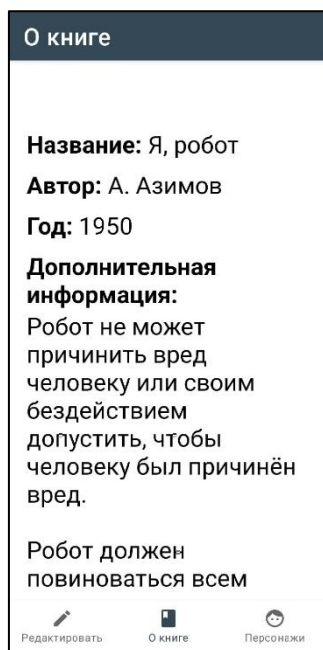 О книге
Название: Я, робот
Автор: А. Азимов
Год: 1950
Дополнительная
информация:
Робот не может
причинить вред
человеку или своим
бездействием
допустить, чтобы
человеку был причинён
вред.
Робот должен
повиноваться всем
Редактировать
О книге
Персонажи